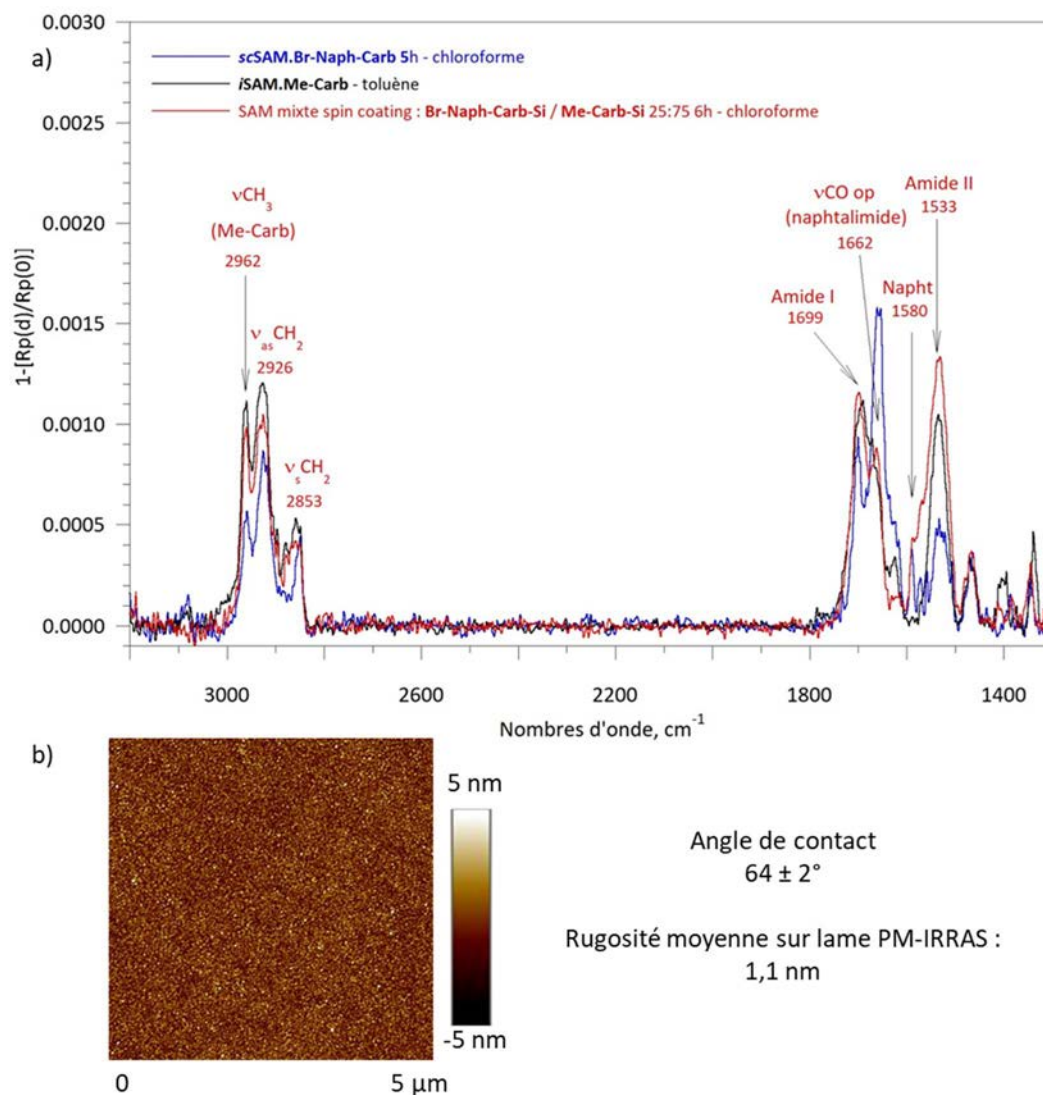 a)
0.0030
0.0025
0.0020
0.0015
0.0010
0.0005
0.0000
1-[Rp(d)/Rp(0)]
scSAM.Br-Naph-Carb 5h - chloroforme
iSAM.Me-Carb - toluène
SAM mixte spin coating : Br-Naph-Carb-Si / Me-Carb-Si 25:75 6h - chloroforme
νCH3
(Me-Carb)
2962
νasCH2
2926
νsCH2
2853
Amide I
1699
νCO op
(naphtalimide)
1662
Napht
1580
Amide II
1533
3000 2600 2200 1800 1400
Nombres d'onde, cm-1
b)
5 nm
-5 nm
0 5 µm
Angle de contact
64 ± 2°
Rugosité moyenne sur lame PM-IRRAS :
1,1 nm